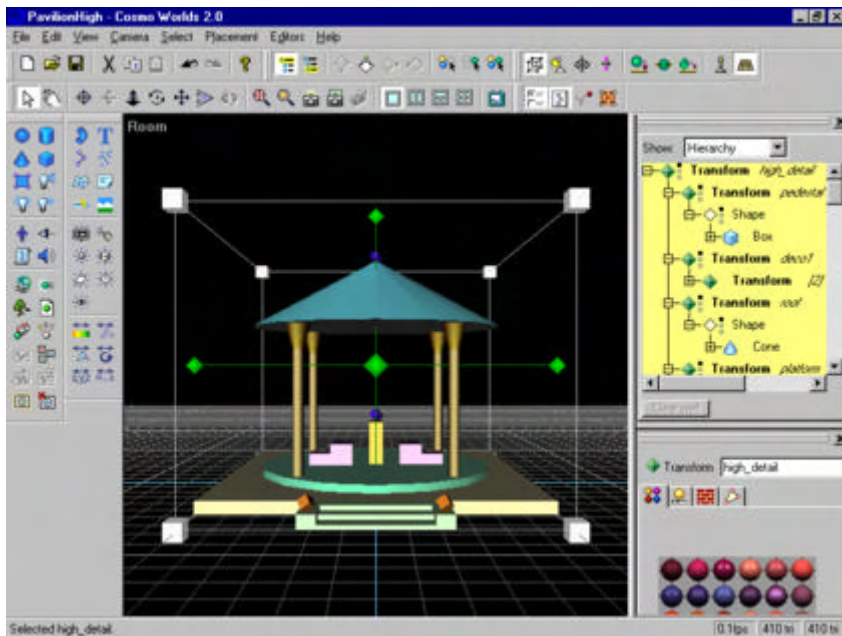 PavilionHigh - Cosmo Worlds 2.0
File Edit View Camera Select Placement Editors Help
Room
Show: Hierarchy
Transform high_detail
Transform pedestal
Shape
Box
Transform deco1
Transform [2]
Transform roof
Shape
Cone
Transform platform
Transform high_detail
Selected high_detail.
0.1fps 410 tri 410 tri